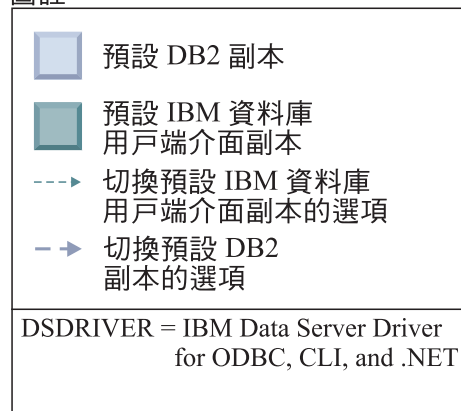 圖註
預設 DB2 副本
預設 IBM 資料庫
用戶端介面副本
切換預設 IBM 資料庫
用戶端介面副本的選項
切換預設 DB2
副本的選項
DSDRIVER = IBM Data Server Driver
for ODBC, CLI, and .NET